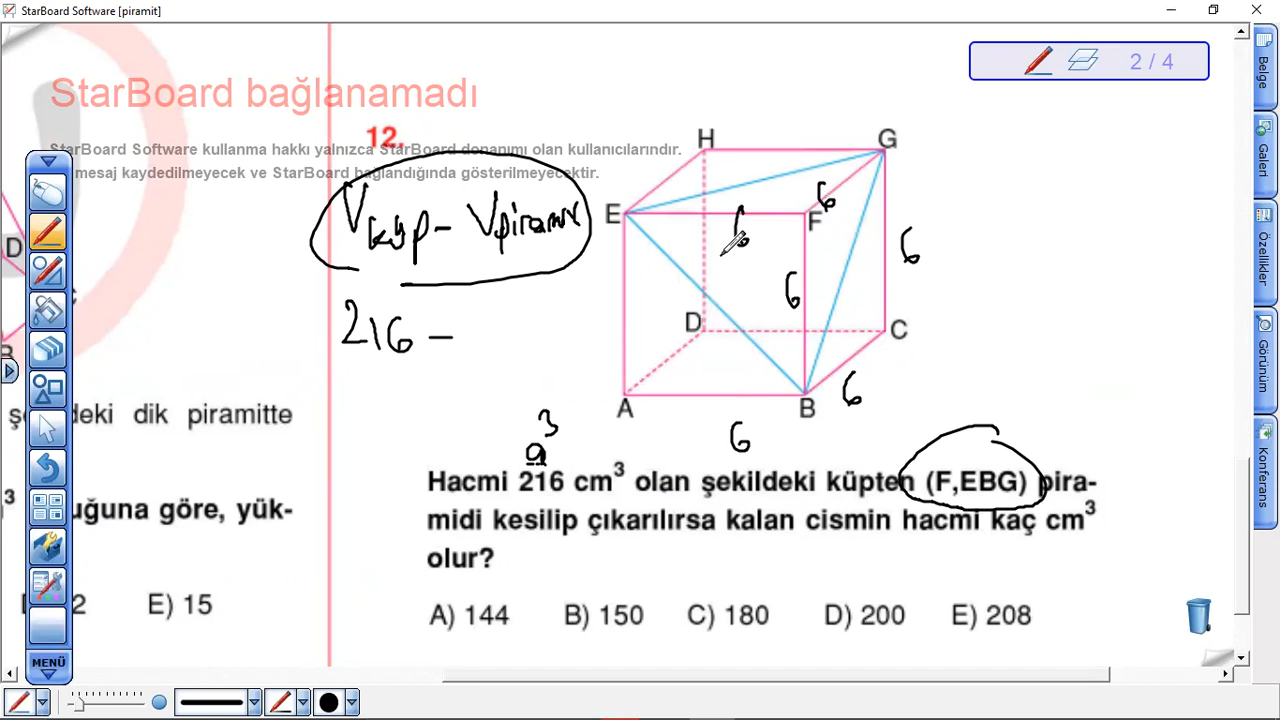 StarBoard Software [piramit]
2 / 4
StarBoard bağlanamadı
12.
StarBoard Software kullanma hakkı yalnızca StarBoard donanımı olan kullanıcılarındır.
mesaj kaydedilmeyecek ve StarBoard bağlandığında gösterilmeyecektir.
Vküp - Vpiramit
216 -
H
G
E
F
6
6
6
6
D
D
C
A
B
6
6
a³
deki dik piramitte
uğuna göre, yük-
2
E) 15
Hacmi 216 cm³ olan şekildeki küpten (F,EBG) pira-
midi kesilip çıkarılırsa kalan cismin hacmi kaç cm³
olur?
A) 144 B) 150 C) 180 D) 200 E) 208
MENÜ
Belge
Galeri
Özellikler
Görünüm
Konferans